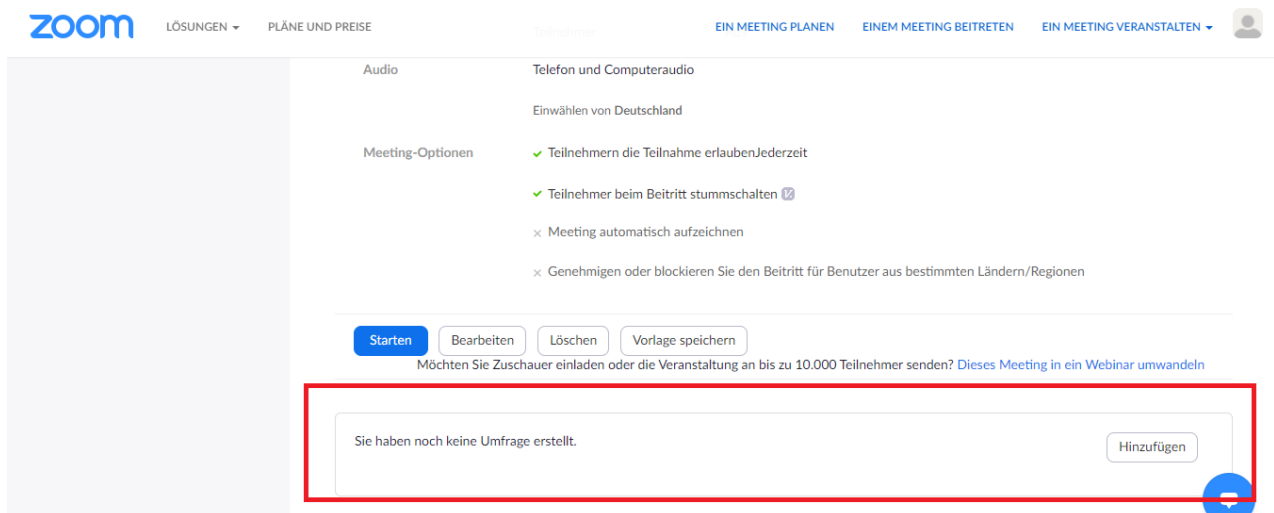 zoom LÖSUNGEN PLÄNE UND PREISE EIN MEETING PLANEN EINEM MEETING BEITRETEN EIN MEETING VERANSTALTEN
Teilnehmer
Audio Telefon und Computeraudio
Einwählen von Deutschland
Meeting-Optionen Teilnehmern die Teilnahme erlaubenJederzeit
Teilnehmer beim Beitritt stummschalten
Meeting automatisch aufzeichnen
Genehmigen oder blockieren Sie den Beitritt für Benutzer aus bestimmten Ländern/Regionen
Starten Bearbeiten Löschen Vorlage speichern
Möchten Sie Zuschauer einladen oder die Veranstaltung an bis zu 10.000 Teilnehmer senden? Dieses Meeting in ein Webinar umwandeln
Sie haben noch keine Umfrage erstellt. Hinzufügen